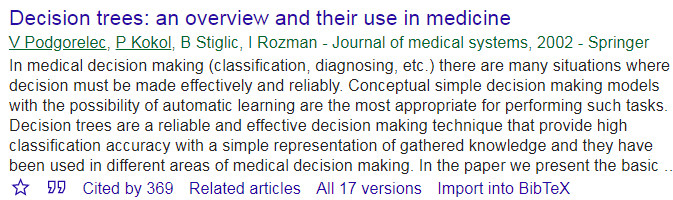 Decision trees: an overview and their use in medicine
V Podgorelec, P Kokol, B Stiglic, I Rozman - Journal of medical systems, 2002 - Springer
In medical decision making (classification, diagnosing, etc.) there are many situations where
decision must be made effectively and reliably. Conceptual simple decision making models
with the possibility of automatic learning are the most appropriate for performing such tasks.
Decision trees are a reliable and effective decision making technique that provide high
classification accuracy with a simple representation of gathered knowledge and they have
been used in different areas of medical decision making. In the paper we present the basic ..
Cited by 369 Related articles All 17 versions Import into BibTeX